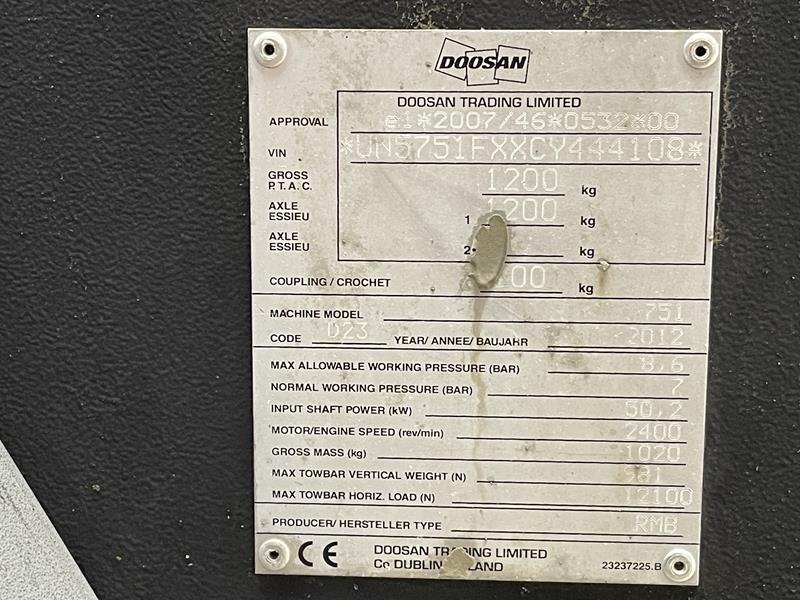 DOOSAN
DOOSAN TRADING LIMITED
APPROVAL e1*2007/46*0532*00
VIN *UN5751FXXCY444108*
GROSS P.T.A.C. 1200 kg
AXLE ESSIEU 1 1200 kg
AXLE ESSIEU 2• kg
COUPLING / CROCHET kg
MACHINE MODEL 751
CODE D23 YEAR/ ANNEE/ BAUJAHR 2012
MAX ALLOWABLE WORKING PRESSURE (BAR) 8,6
NORMAL WORKING PRESSURE (BAR) 7
INPUT SHAFT POWER (kW) 50,2
MOTOR/ENGINE SPEED (rev/min) 2400
GROSS MASS (kg) 1020
MAX TOWBAR VERTICAL WEIGHT (N)
MAX TOWBAR HORIZ. LOAD (N) 12100
PRODUCER/ HERSTELLER TYPE RMB
CE DOOSAN LIMITED
Co DUBLIN 23237225.B